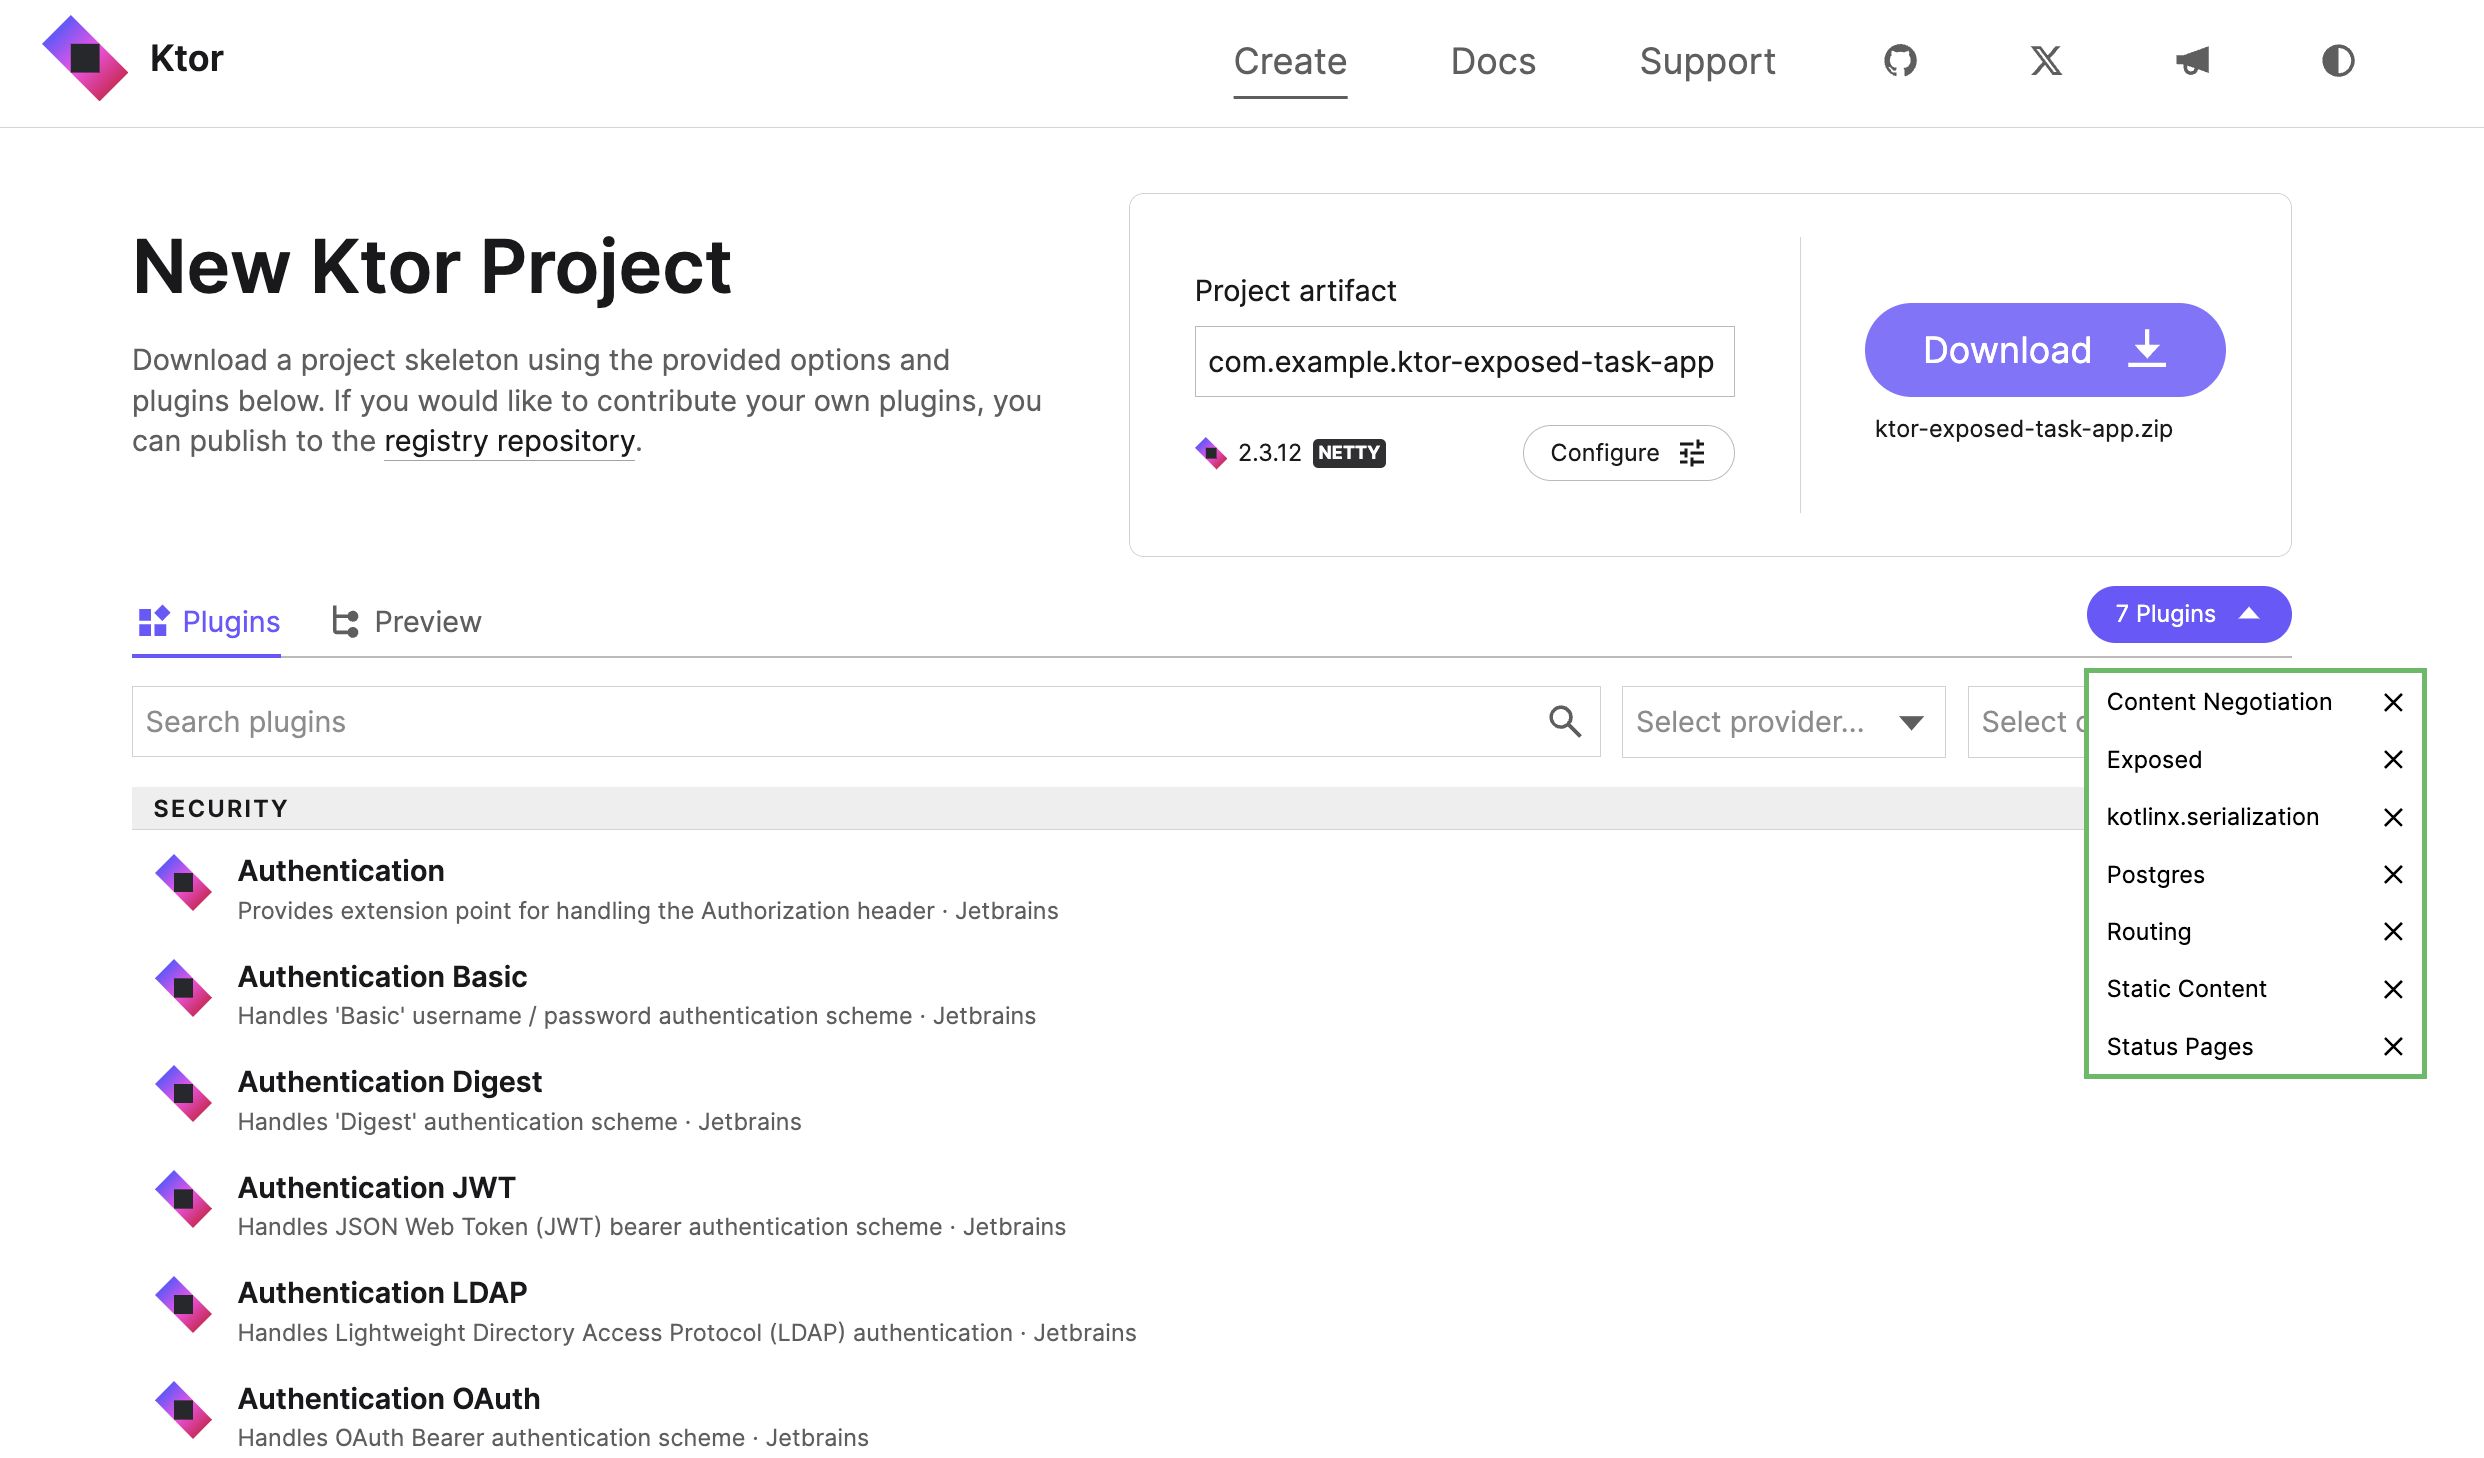 Ktor
Create
Docs
Support
New Ktor Project
Download a project skeleton using the provided options and
plugins below. If you would like to contribute your own plugins, you
can publish to the registry repository.
Project artifact
com.example.ktor-exposed-task-app
2.3.12 NETTY
Configure
Download
ktor-exposed-task-app.zip
Plugins
Preview
7 Plugins
Search plugins
Select provider...
Select
Content Negotiation
Exposed
kotlinx.serialization
Postgres
Routing
Static Content
Status Pages
SECURITY
Authentication
Provides extension point for handling the Authorization header · Jetbrains
Authentication Basic
Handles 'Basic' username / password authentication scheme · Jetbrains
Authentication Digest
Handles 'Digest' authentication scheme · Jetbrains
Authentication JWT
Handles JSON Web Token (JWT) bearer authentication scheme · Jetbrains
Authentication LDAP
Handles Lightweight Directory Access Protocol (LDAP) authentication · Jetbrains
Authentication OAuth
Handles OAuth Bearer authentication scheme · Jetbrains